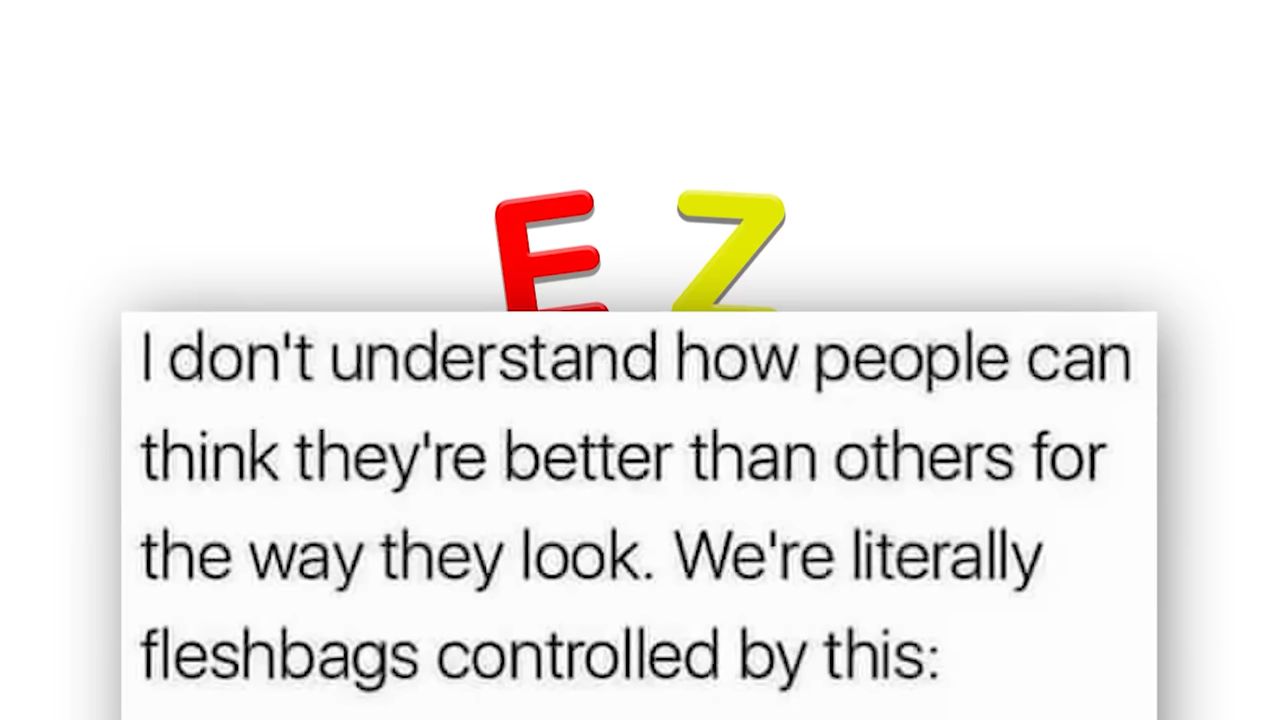 E Z
I don't understand how people can
think they're better than others for
the way they look. We're literally
fleshbags controlled by this: